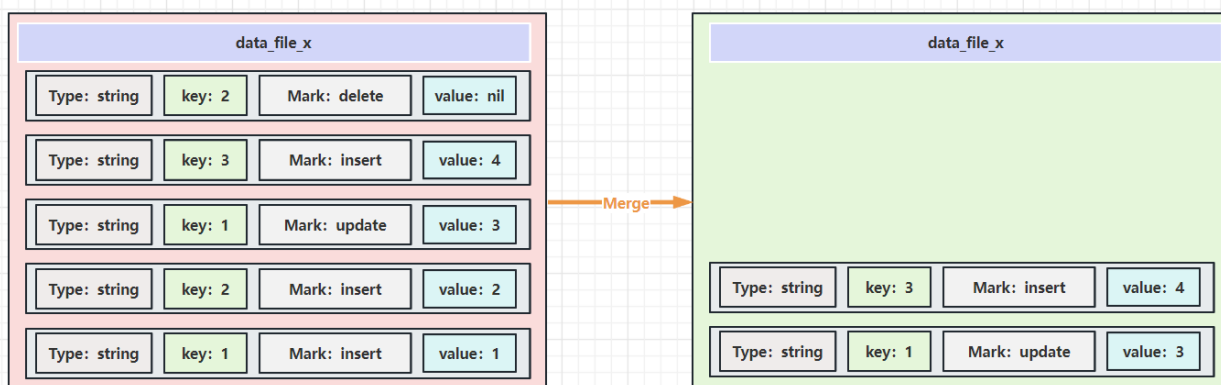 data_file_x
Type: string key: 2 Mark: delete value: nil
Type: string key: 3 Mark: insert value: 4
Type: string key: 1 Mark: update value: 3
Type: string key: 2 Mark: insert value: 2
Type: string key: 1 Mark: insert value: 1
Merge
data_file_x
Type: string key: 3 Mark: insert value: 4
Type: string key: 1 Mark: update value: 3